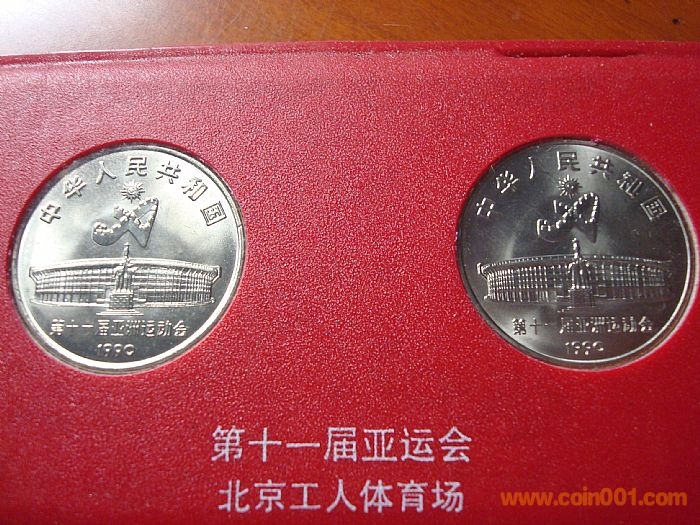 中华人民共和国
第十一届亚洲运动会
1990
中华人民共和国
第十一届亚洲运动会
1990
第十一届亚运会
北京工人体育场
www.coin001.com